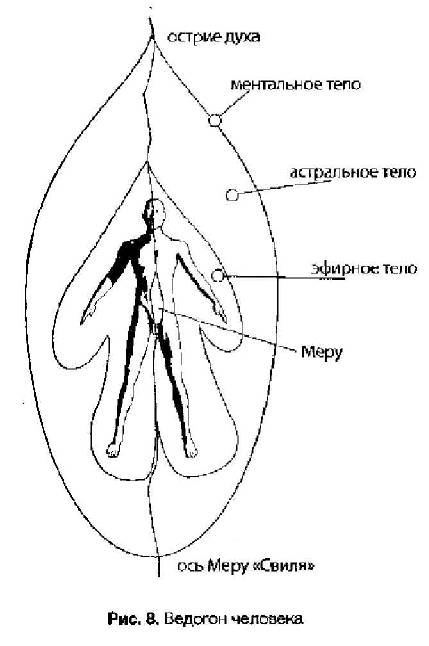 острие духа
ментальное тело
астральное тело
эфирное тело
Меру
ось Меру «Свиля»
Рис. 8. Ведогон человека